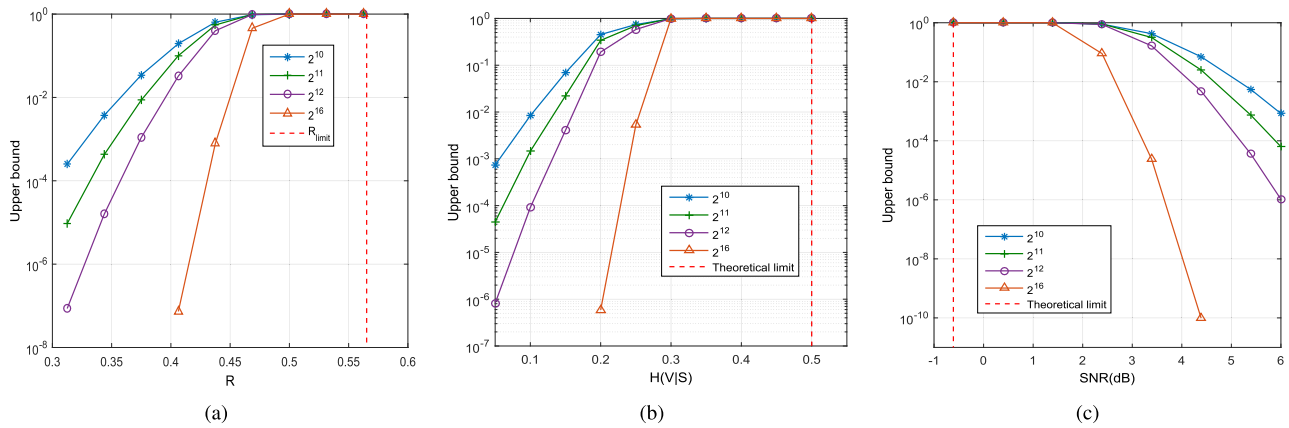 Upper bound
10^0
10^-2
10^-4
10^-6
10^-8
2^10
2^11
2^12
2^16
R_limit
0.3 0.35 0.4 0.45 0.5 0.55 0.6
R
(a)
Upper bound
10^0
10^-1
10^-2
10^-3
10^-4
10^-5
10^-6
10^-7
2^10
2^11
2^12
2^16
Theoretical limit
0.1 0.2 0.3 0.4 0.5
H(V|S)
(b)
Upper bound
10^0
10^-2
10^-4
10^-6
10^-8
10^-10
2^10
2^11
2^12
2^16
Theoretical limit
-1 0 1 2 3 4 5 6
SNR(dB)
(c)